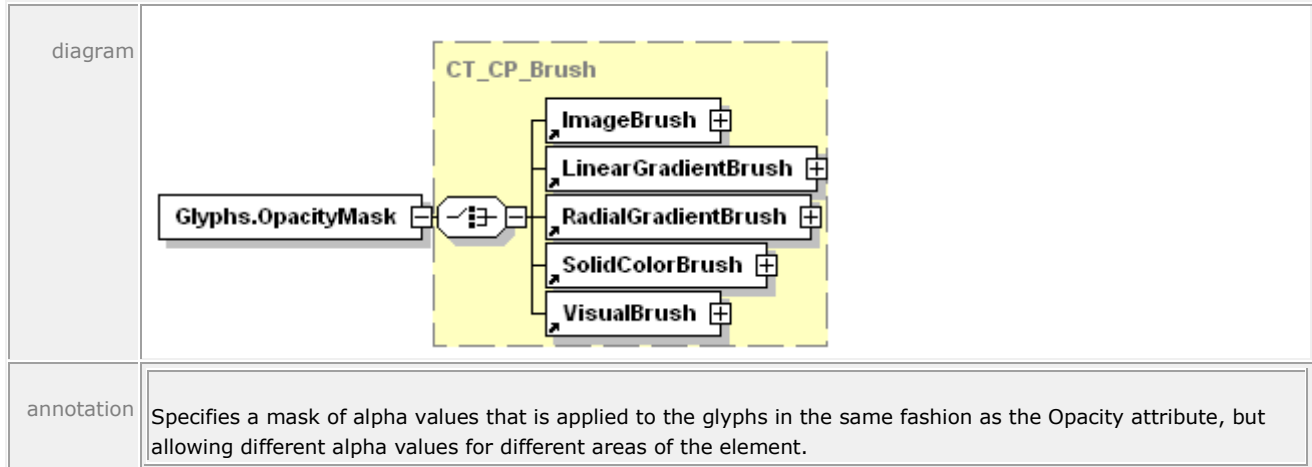 diagram
CT_CP_Brush
ImageBrush
LinearGradientBrush
Glyphs.OpacityMask
RadialGradientBrush
SolidColorBrush
VisualBrush
annotation
Specifies a mask of alpha values that is applied to the glyphs in the same fashion as the Opacity attribute, but
allowing different alpha values for different areas of the element.